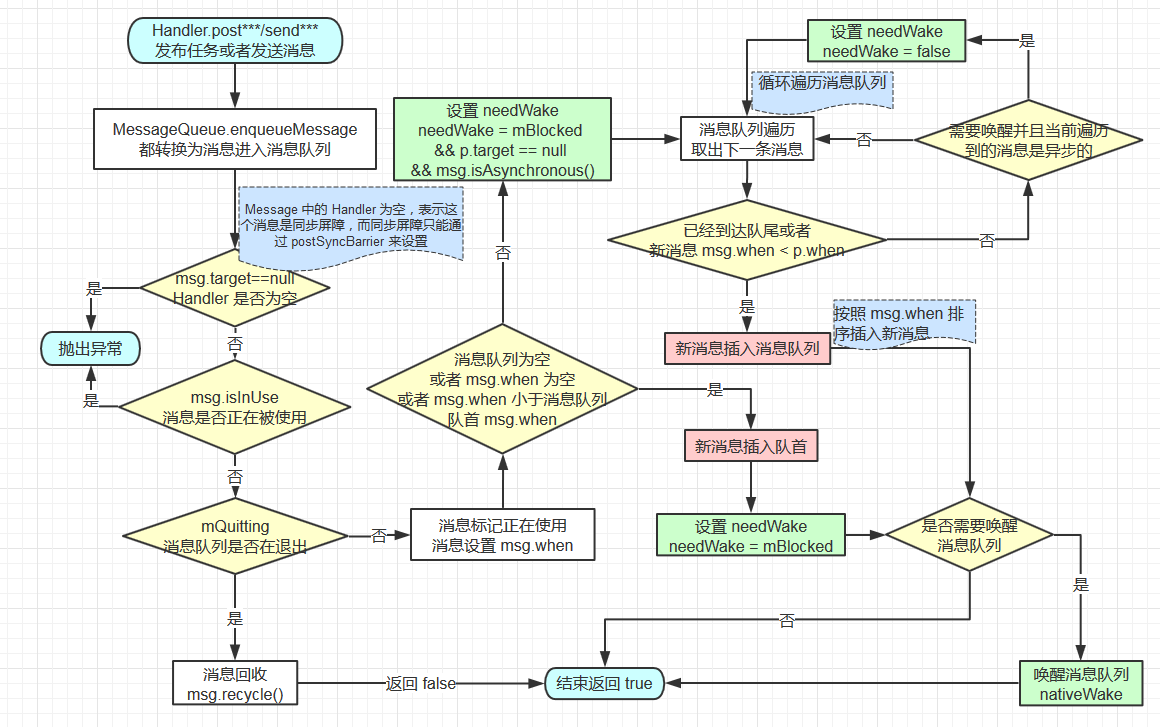 Handler.post***/send***
发布任务或者发送消息
MessageQueue.enqueueMessage
都转换为消息进入消息队列
Message 中的 Handler 为空，表示这
个消息是同步屏障，而同步屏障只能通
过 postSyncBarrier 来设置
msg.target==null
Handler 是否为空
是
抛出异常
否
msg.isInUse
消息是否正在被使用
是
否
mQuitting
消息队列是否在退出
否
是
消息回收
msg.recycle()
返回 false
消息标记正在使用
消息设置 msg.when
消息队列为空
或者 msg.when 为空
或者 msg.when 小于消息队列
队首 msg.when
否
设置 needWake
needWake = mBlocked
&& p.target == null
&& msg.isAsynchronous()
是
新消息插入队首
设置 needWake
needWake = mBlocked
设置 needWake
needWake = false
是
循环遍历消息队列
消息队列遍历
取出下一条消息
否
需要唤醒并且当前遍历
到的消息是异步的
已经到达队尾或者
新消息 msg.when < p.when
否
是
新消息插入消息队列
按照 msg.when 排
序插入新消息
是否需要唤醒
消息队列
是
否
唤醒消息队列
nativeWake
结束返回 true